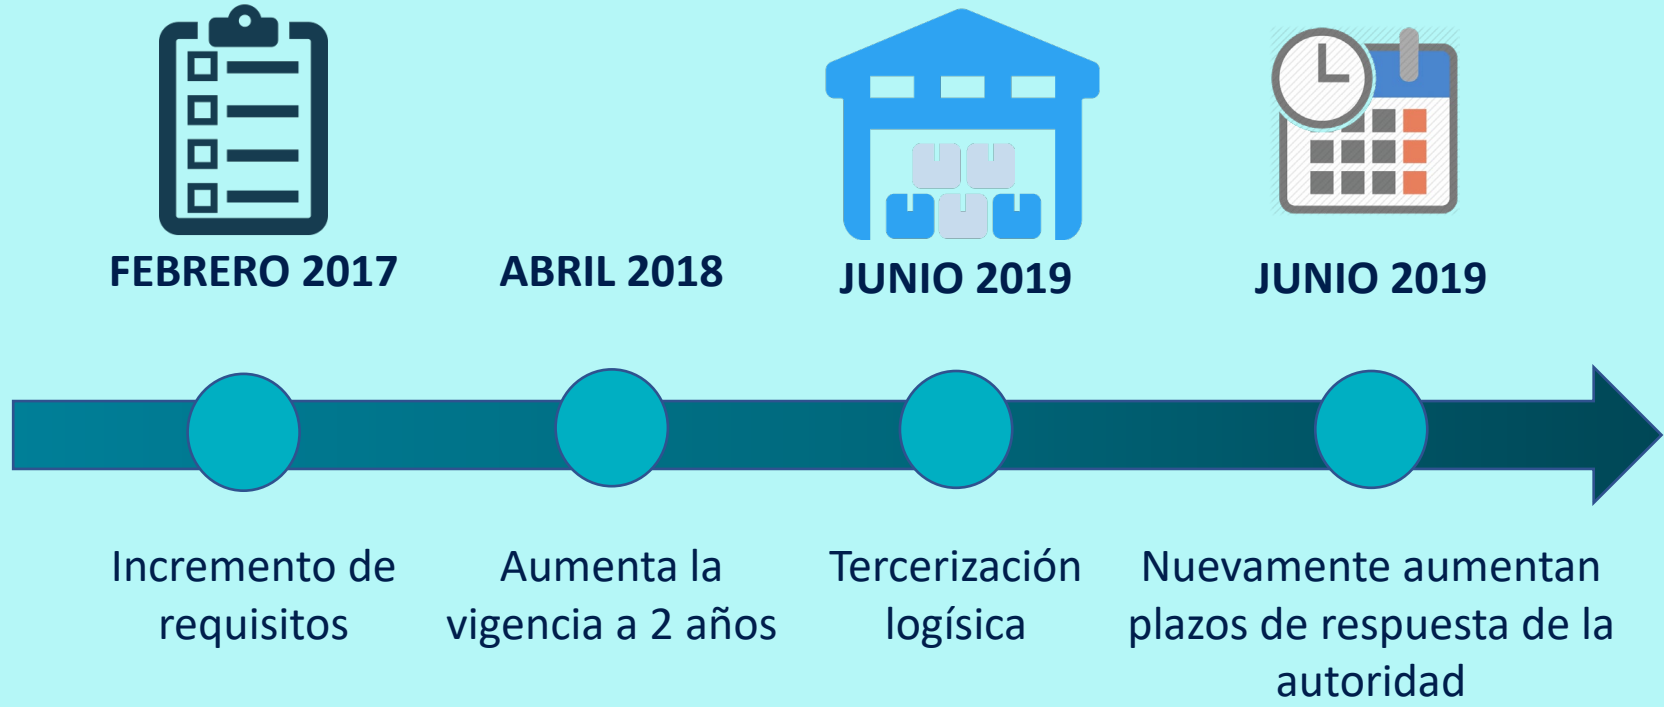 FEBRERO 2017
ABRIL 2018
JUNIO 2019
JUNIO 2019
Incremento de
requisitos
Aumenta la
vigencia a 2 años
Tercerización
logísica
Nuevamente aumentan
plazos de respuesta de la
autoridad